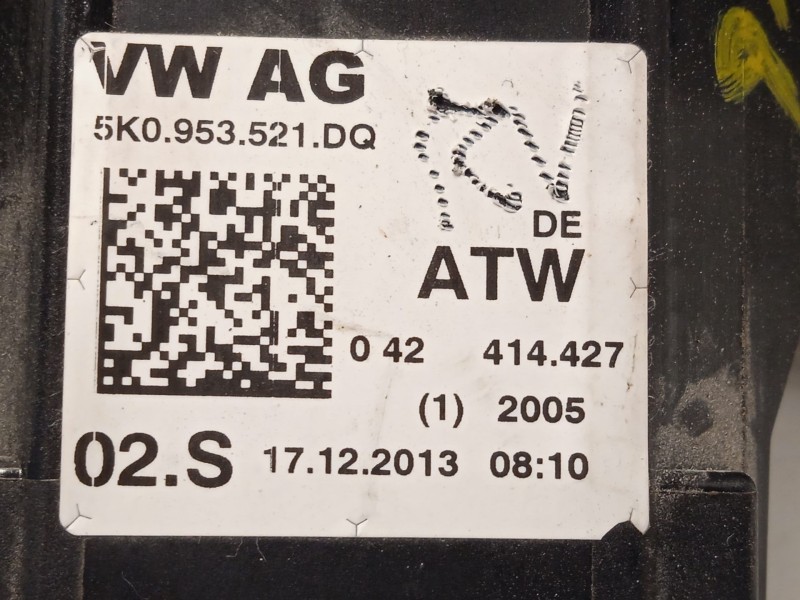 VW AG
5K0.953.521.DQ
DE
ATW
0 42 414.427
(1) 2005
02.S 17.12.2013 08:10